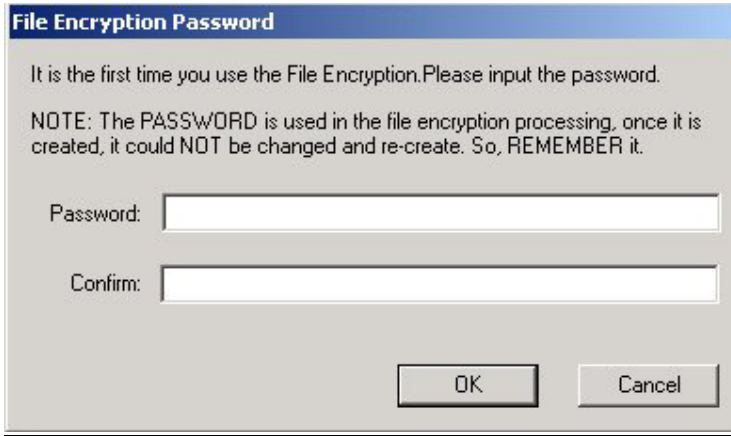 File Encryption Password
It is the first time you use the File Encryption.Please input the password.
NOTE: The PASSWORD is used in the file encryption processing, once it is
created, it could NOT be changed and re-create. So, REMEMBER it.
Password:
Confirm:
OK Cancel